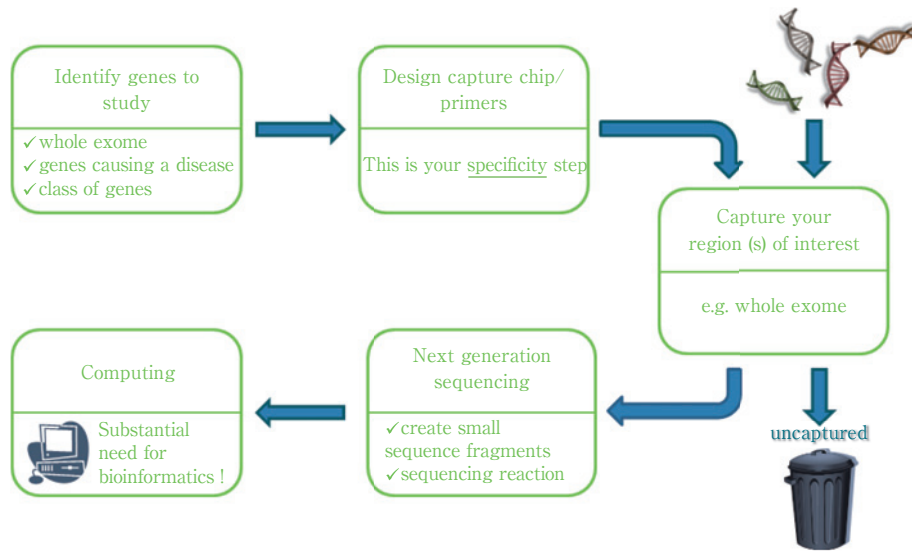 Identify genes to
study
✓whole exome
✓genes causing a disease
✓class of genes
Design capture chip/
primers
This is your specificity step
Capture your
region (s) of interest
e.g. whole exome
uncaptured
Next generation
sequencing
✓create small
sequence fragments
✓sequencing reaction
Computing
Substantial
need for
bioinformatics !